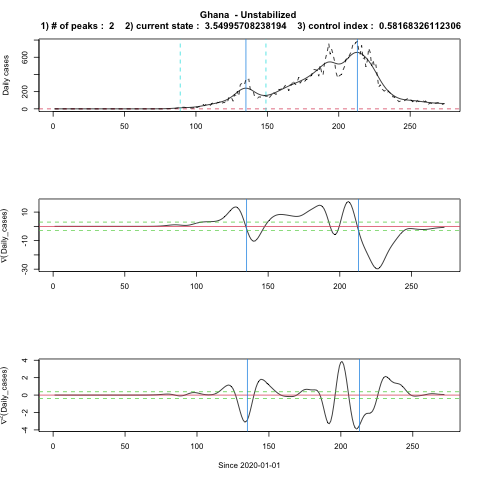 Ghana - Unstabilized
1) # of peaks : 2 2) current state : 3.54995708238194 3) control index : 0.58168326112306
Daily cases
0 200 600
0 50 100 150 200 250
∇(Daily_cases)
-30 -10 10
0 50 100 150 200 250
∇²(Daily_cases)
-4 -2 0 2 4
0 50 100 150 200 250
Since 2020-01-01